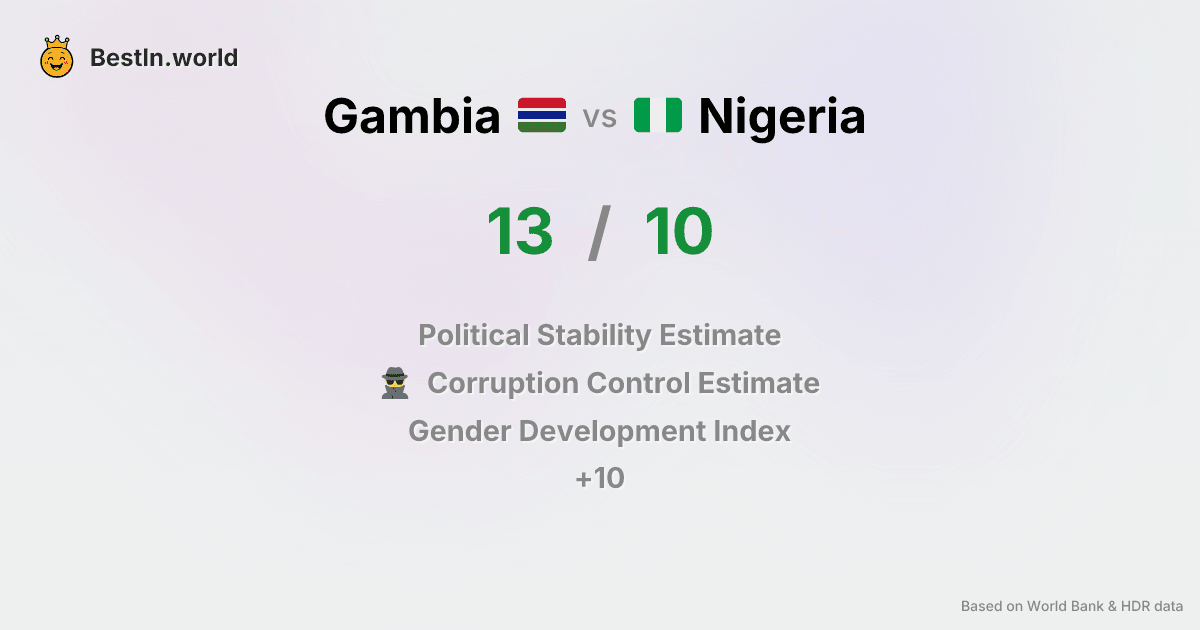 BestIn.world
Gambia vs Nigeria
13 / 10
Political Stability Estimate
Corruption Control Estimate
Gender Development Index
+10
Based on World Bank & HDR data